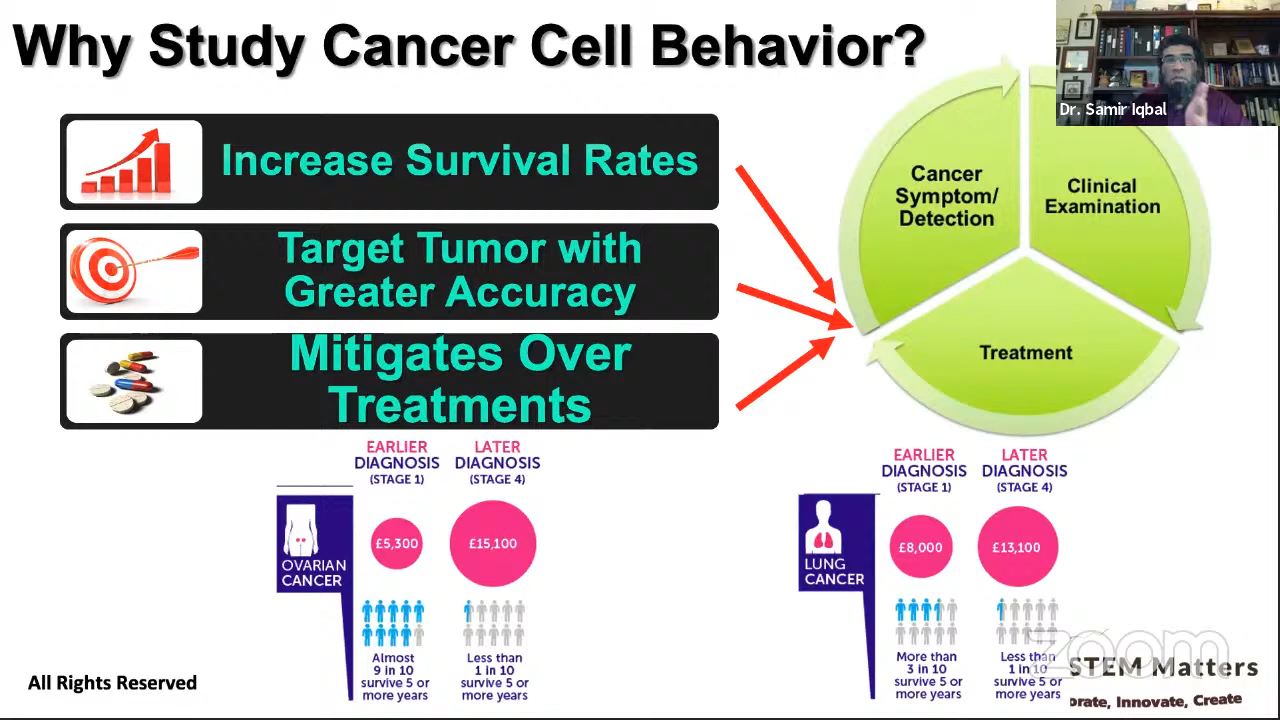 Why Study Cancer Cell Behavior?
Dr. Samir Iqbal
Increase Survival Rates
Target Tumor with
Greater Accuracy
Mitigates Over
Treatments
Cancer
Symptom/
Detection
Clinical
Examination
Treatment
EARLIER
DIAGNOSIS
(STAGE 1)
LATER
DIAGNOSIS
(STAGE 4)
OVARIAN
CANCER
£5,300
£15,100
Almost
9 in 10
survive 5 or
more years
Less than
1 in 10
survive 5 or
more years
EARLIER
DIAGNOSIS
(STAGE 1)
LATER
DIAGNOSIS
(STAGE 4)
LUNG
CANCER
£8,000
£13,100
More than
3 in 10
survive 5 or
more years
Less than
1 in 10
survive 5 or
more years
zoom
All Rights Reserved
STEM Matters
Innovate, Create